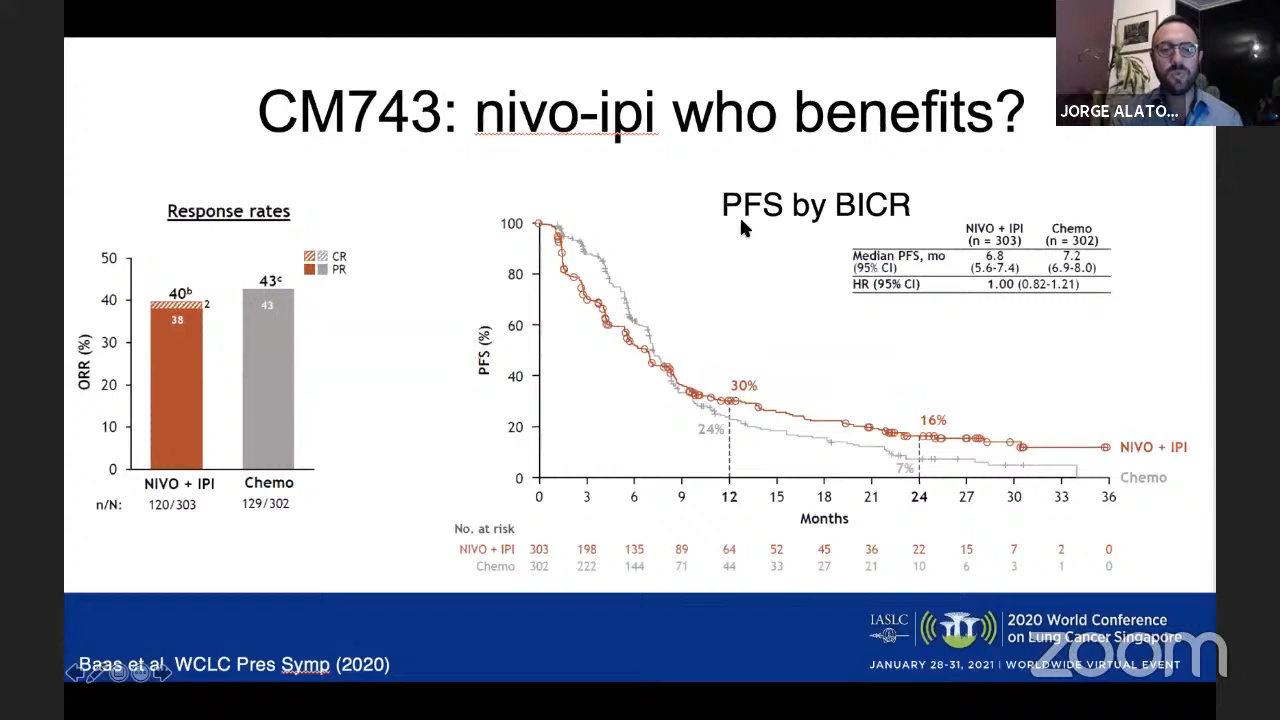 JORGE ALATO...
CM743: nivo-ipi who benefits?
Response rates
CR
PR
ORR (%)
50
40
30
20
10
0
40b
2
38
43c
43
NIVO + IPI
Chemo
n/N:
120/303
129/302
PFS by BICR
NIVO + IPI Chemo
(n = 303) (n = 302)
Median PFS, mo 6.8 7.2
(95% CI) (5.6-7.4) (6.9-8.0)
HR (95% CI) 1.00 (0.82-1.21)
PFS (%)
100
80
60
40
20
0
30%
24%
16%
7%
NIVO + IPI
Chemo
0 3 6 9 12 15 18 21 24 27 30 33 36
Months
No. at risk
NIVO + IPI 303 198 135 89 64 52 45 36 22 15 7 2 0
Chemo 302 222 144 71 44 33 27 21 10 6 3 1 0
Baas et al, WCLC Pres Symp (2020)
IASLC
2020 World Conference
on Lung Cancer Singapore
JANUARY 28-31, 2021 | WORLDWIDE VIRTUAL EVENT
zoom